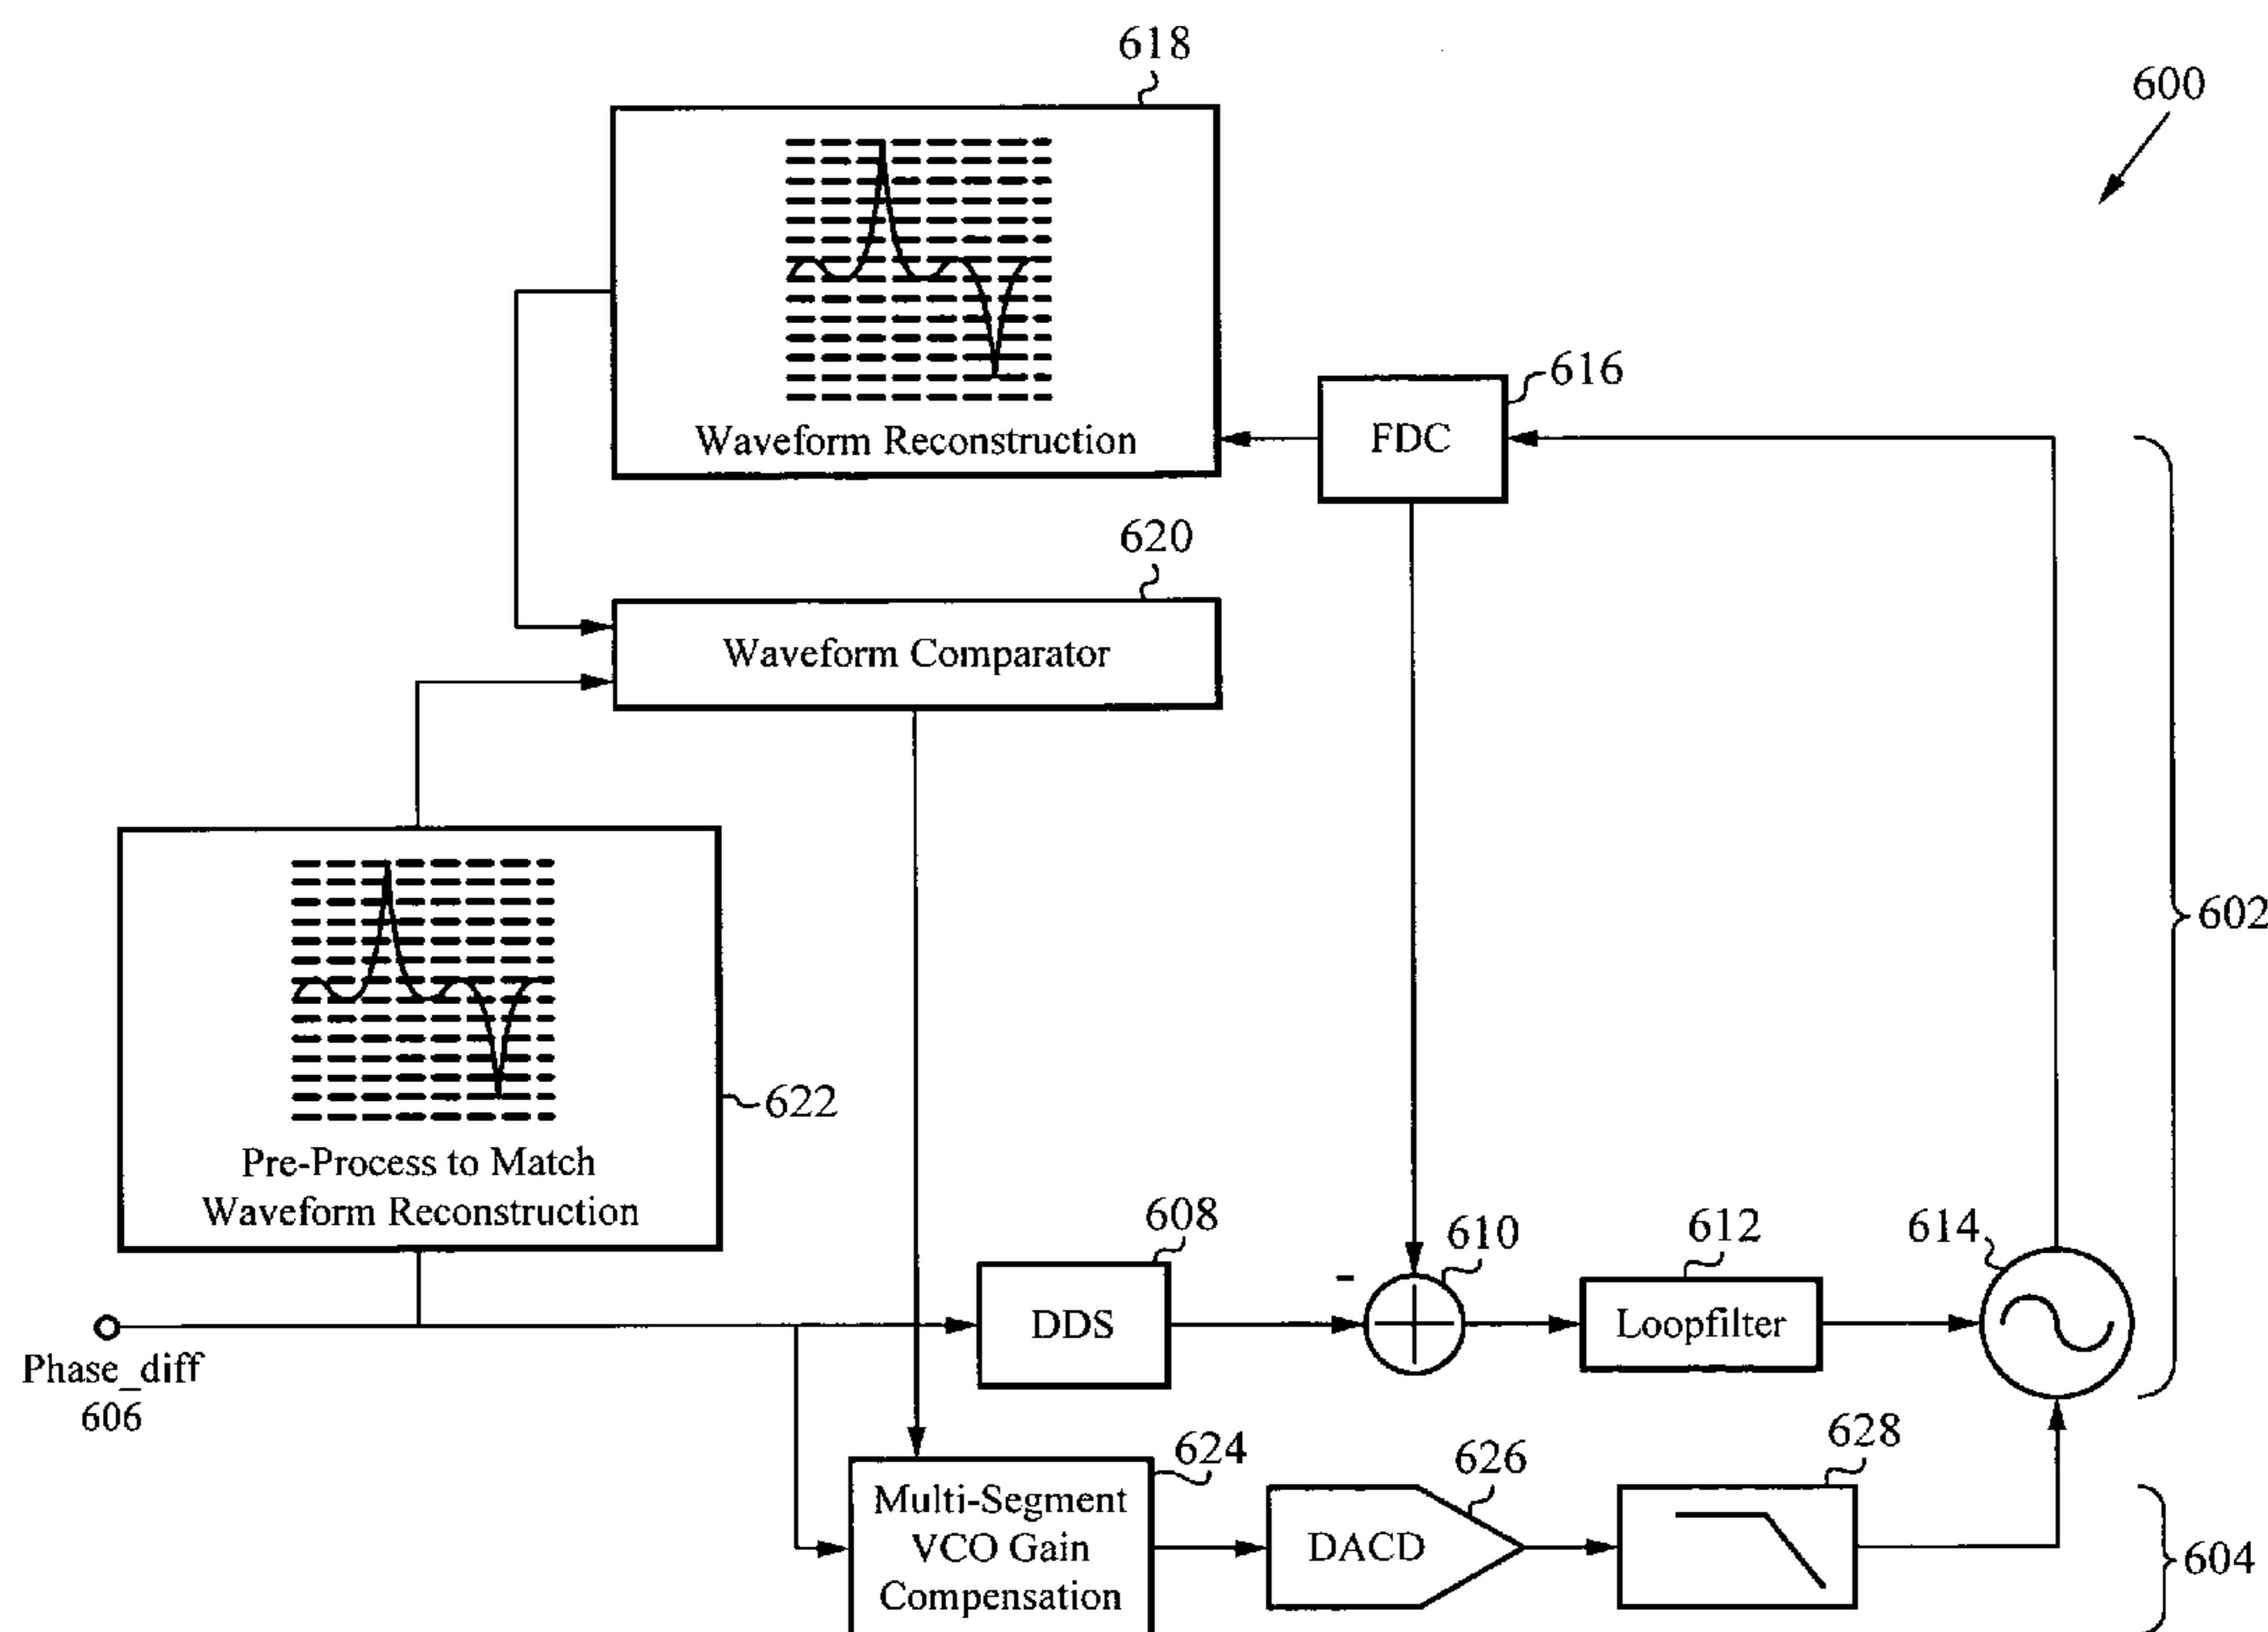 618
600
Waveform Reconstruction
616
FDC
620
Waveform Comparator
602
622
Pre-Process to Match
Waveform Reconstruction
608
DDS
-
610
612
Loopfilter
614
Phase_diff
606
624
Multi-Segment
VCO Gain
Compensation
626
DACD
628
604